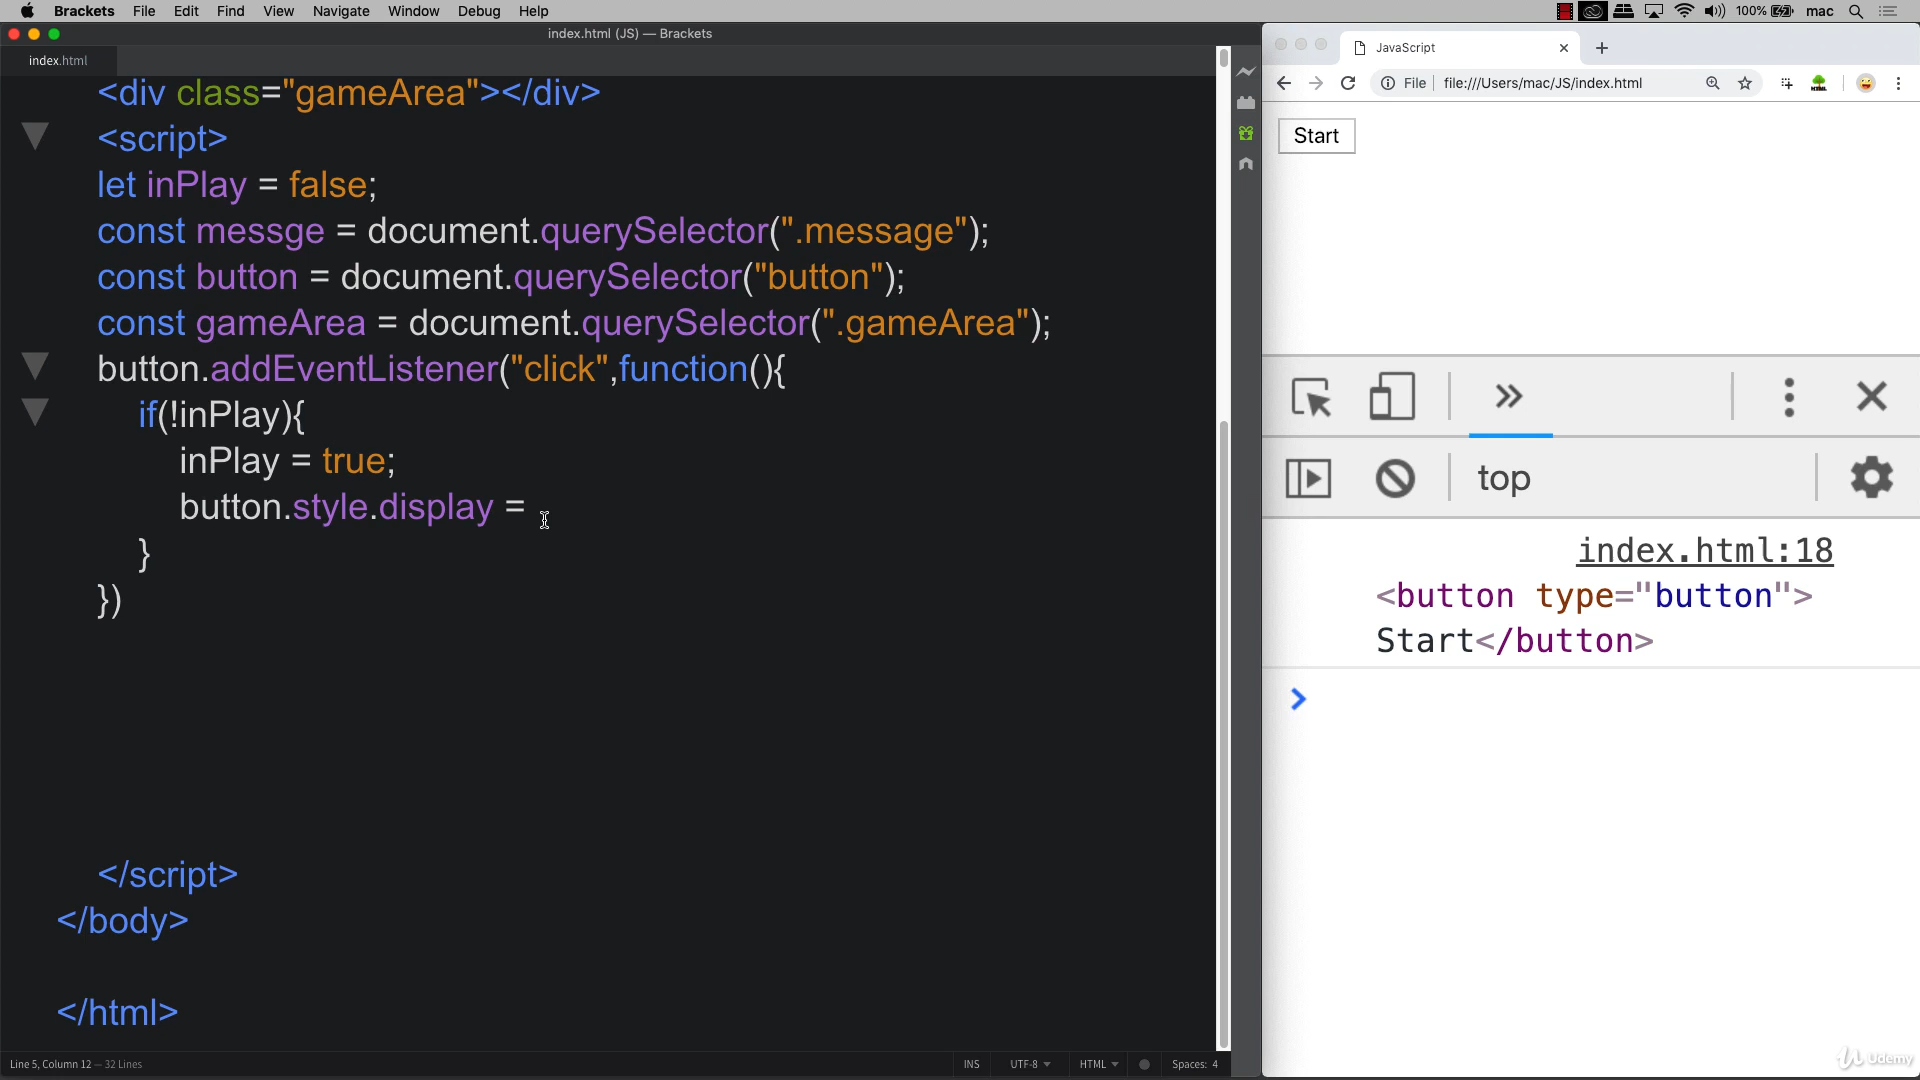 Brackets File Edit Find View Navigate Window Debug Help 100% mac
index.html (JS) — Brackets
index.html
<div class="gameArea"></div>
<script>
let inPlay = false;
const messge = document.querySelector(".message");
const button = document.querySelector("button");
const gameArea = document.querySelector(".gameArea");
button.addEventListener("click",function(){
if(!inPlay){
inPlay = true;
button.style.display =
}
})
</script>
</body>
</html>
Line 5, Column 12 — 32 Lines
INS UTF-8 HTML Spaces: 4
JavaScript
File file:///Users/mac/JS/index.html
Start
top
index.html:18
<button type="button">
Start</button>
Udemy